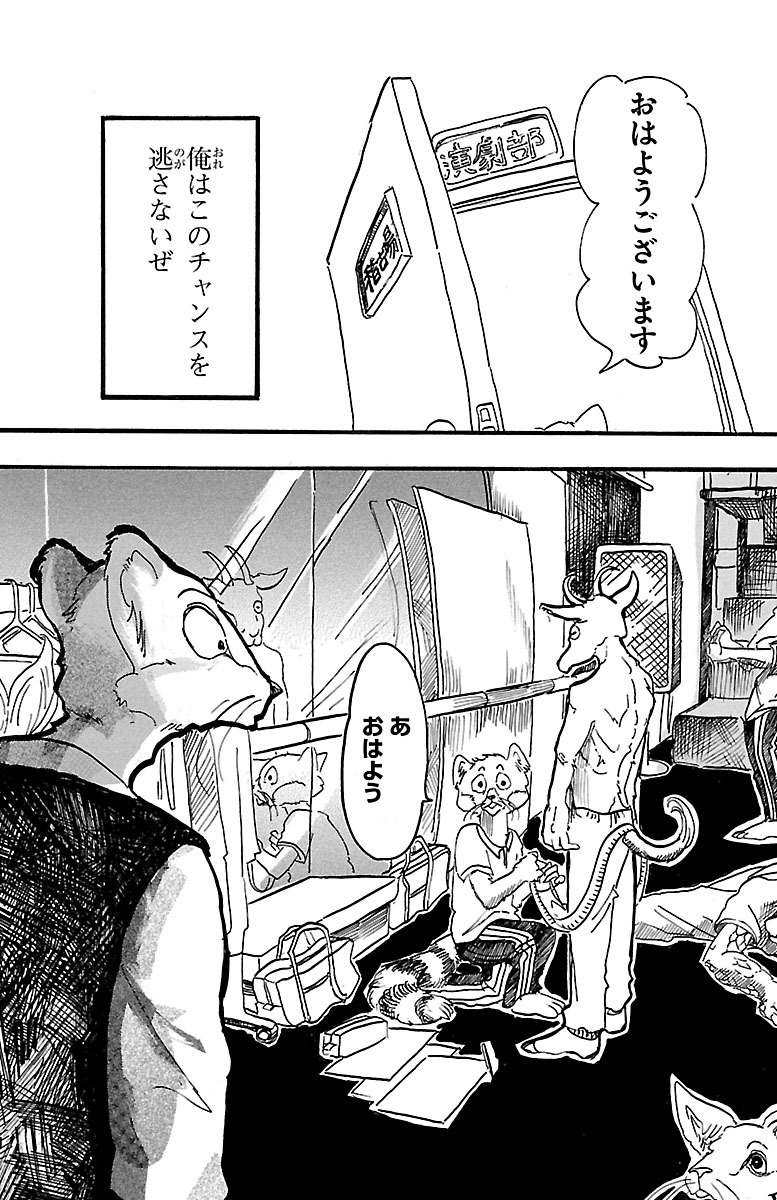 おはようございます
演劇部
稽古場
俺はこのチャンスを
逃さないぜ
あ
おはよう